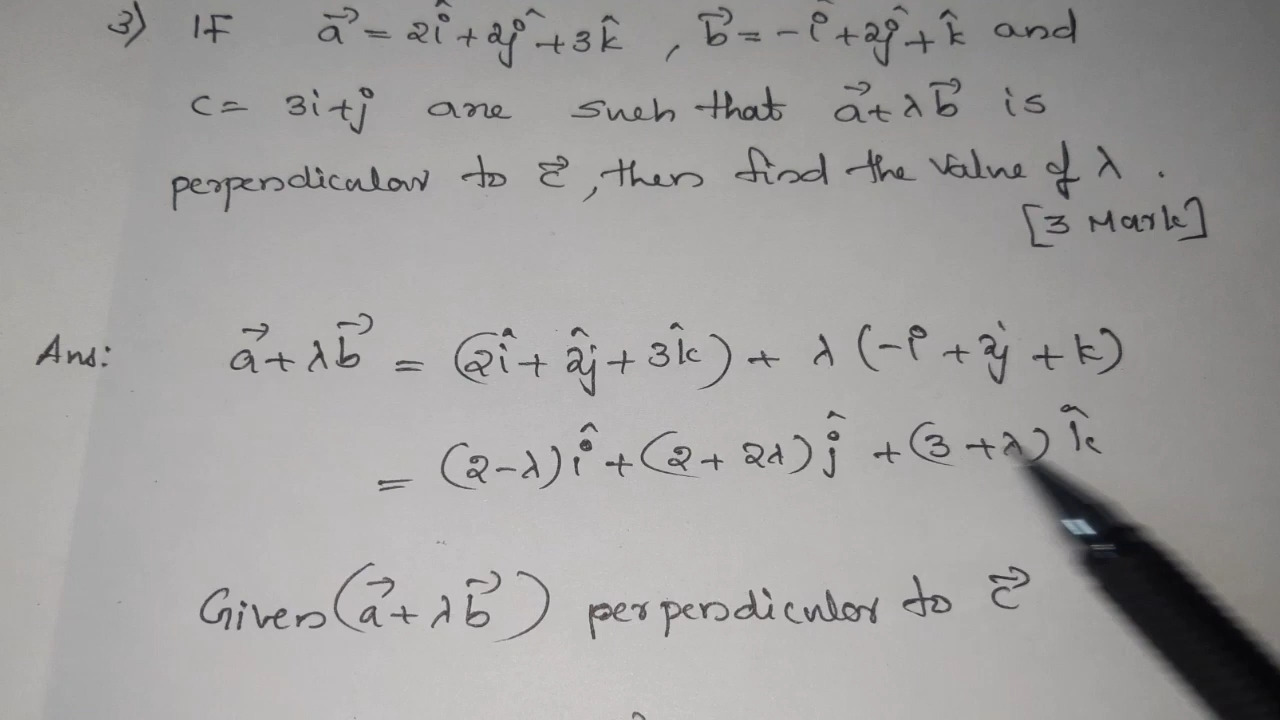 3) IF a⃗ = 2î + 2ĵ + 3k̂ , b⃗ = -î + 2ĵ + k̂ and
c = 3i + j are such that a⃗ + λb⃗ is
perpendicular to c⃗ , then find the value of λ .
[3 Mark]
Ans: a⃗ + λb⃗ = (2î + 2ĵ + 3k̂) + λ (-i + 2j + k)
= (2-λ)î + (2 + 2λ)ĵ + (3 + λ)k̂
Given (a⃗ + λb⃗) perpendicular to c⃗